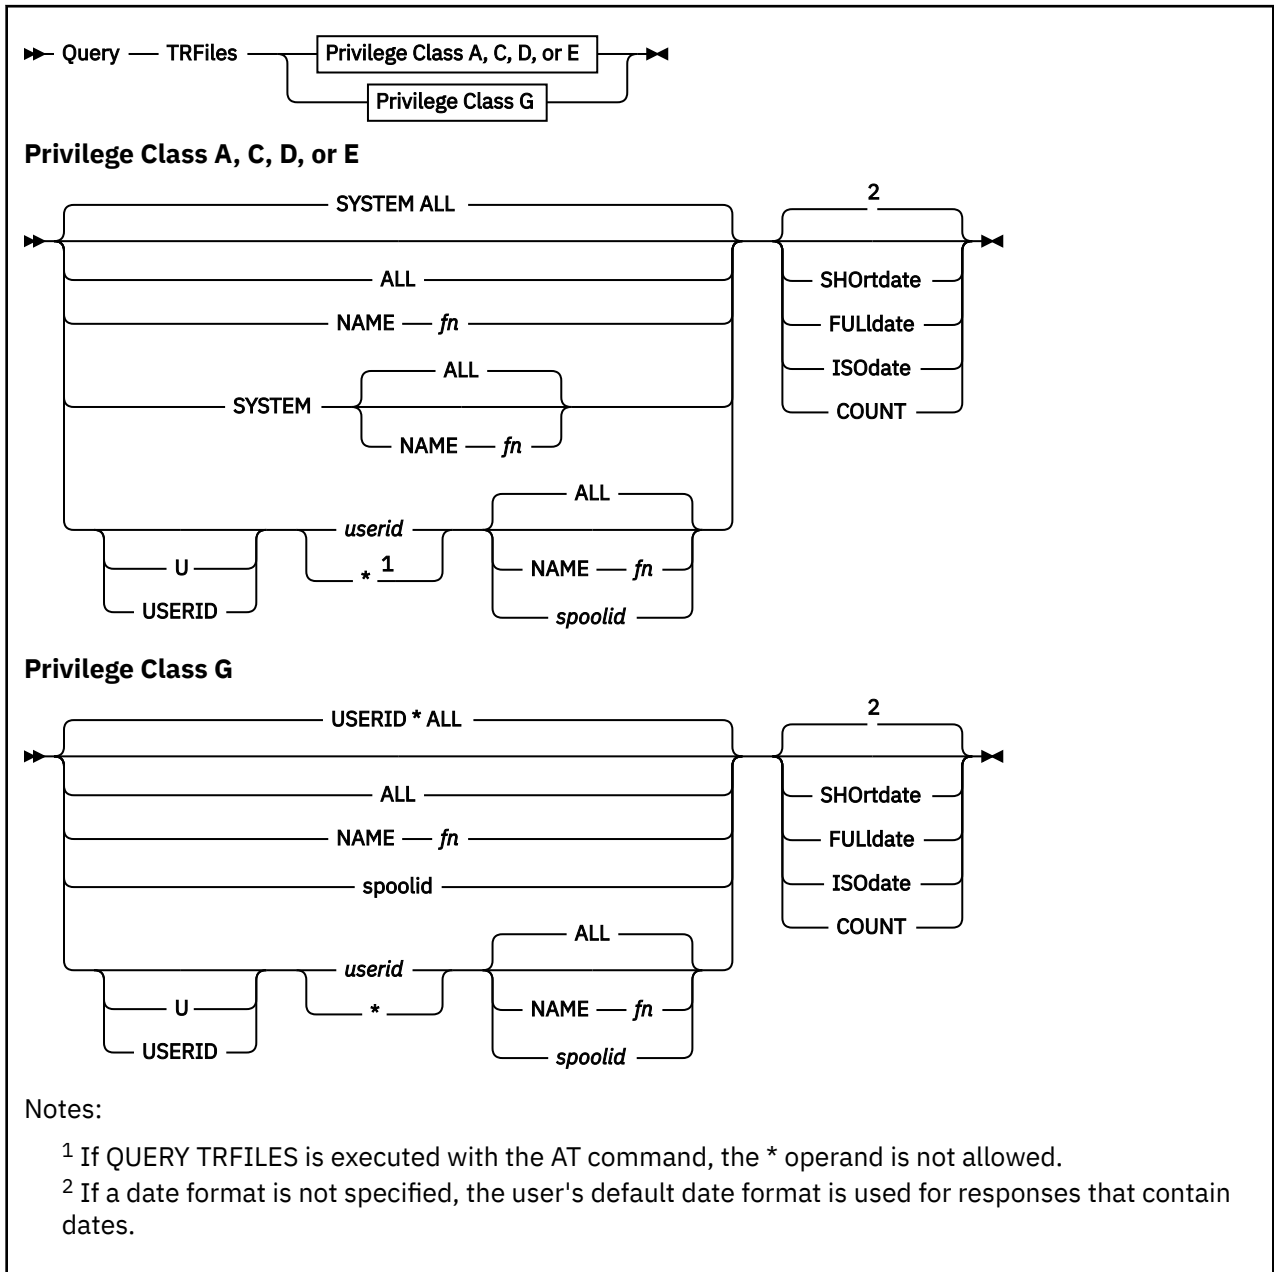 Query TRFiles Privilege Class A, C, D, or E
Privilege Class G
Privilege Class A, C, D, or E
2
SYSTEM ALL
ALL SHOrtdate
NAME fn FULldate
ALL ISOdate
SYSTEM COUNT
NAME fn
ALL
userid
U * 1 NAME fn
USERID spoolid
Privilege Class G
2
USERID * ALL
ALL SHOrtdate
NAME fn FULldate
spoolid ISOdate
ALL COUNT
userid
U * NAME fn
USERID spoolid
Notes:
1 If QUERY TRFILES is executed with the AT command, the * operand is not allowed.
2 If a date format is not specified, the user's default date format is used for responses that contain
dates.